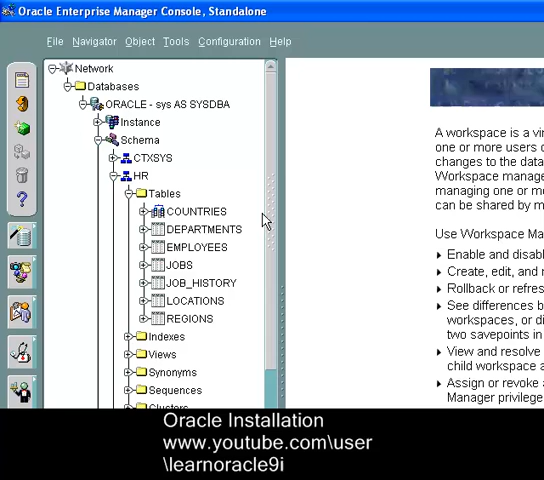 Oracle Enterprise Manager Console, Standalone
File Navigator Object Tools Configuration Help
Network
Databases
ORACLE - sys AS SYSDBA
Instance
Schema
CTXSYS
HR
Tables
COUNTRIES
DEPARTMENTS
EMPLOYEES
JOBS
JOB_HISTORY
LOCATIONS
REGIONS
Indexes
Views
Synonyms
Sequences
Clusters
A workspace is a vi
one or more users o
changes to the data
Workspace manage
managing one or mo
can be shared by m
Use Workspace Ma
Enable and disabl
Create, edit, and r
Rollback or refres
See differences b
workspaces, or di
two savepoints in
View and resolve
child workspace a
Assign or revoke a
Manager privilege
Oracle Installation
www.youtube.com\user
\learnoracle9i